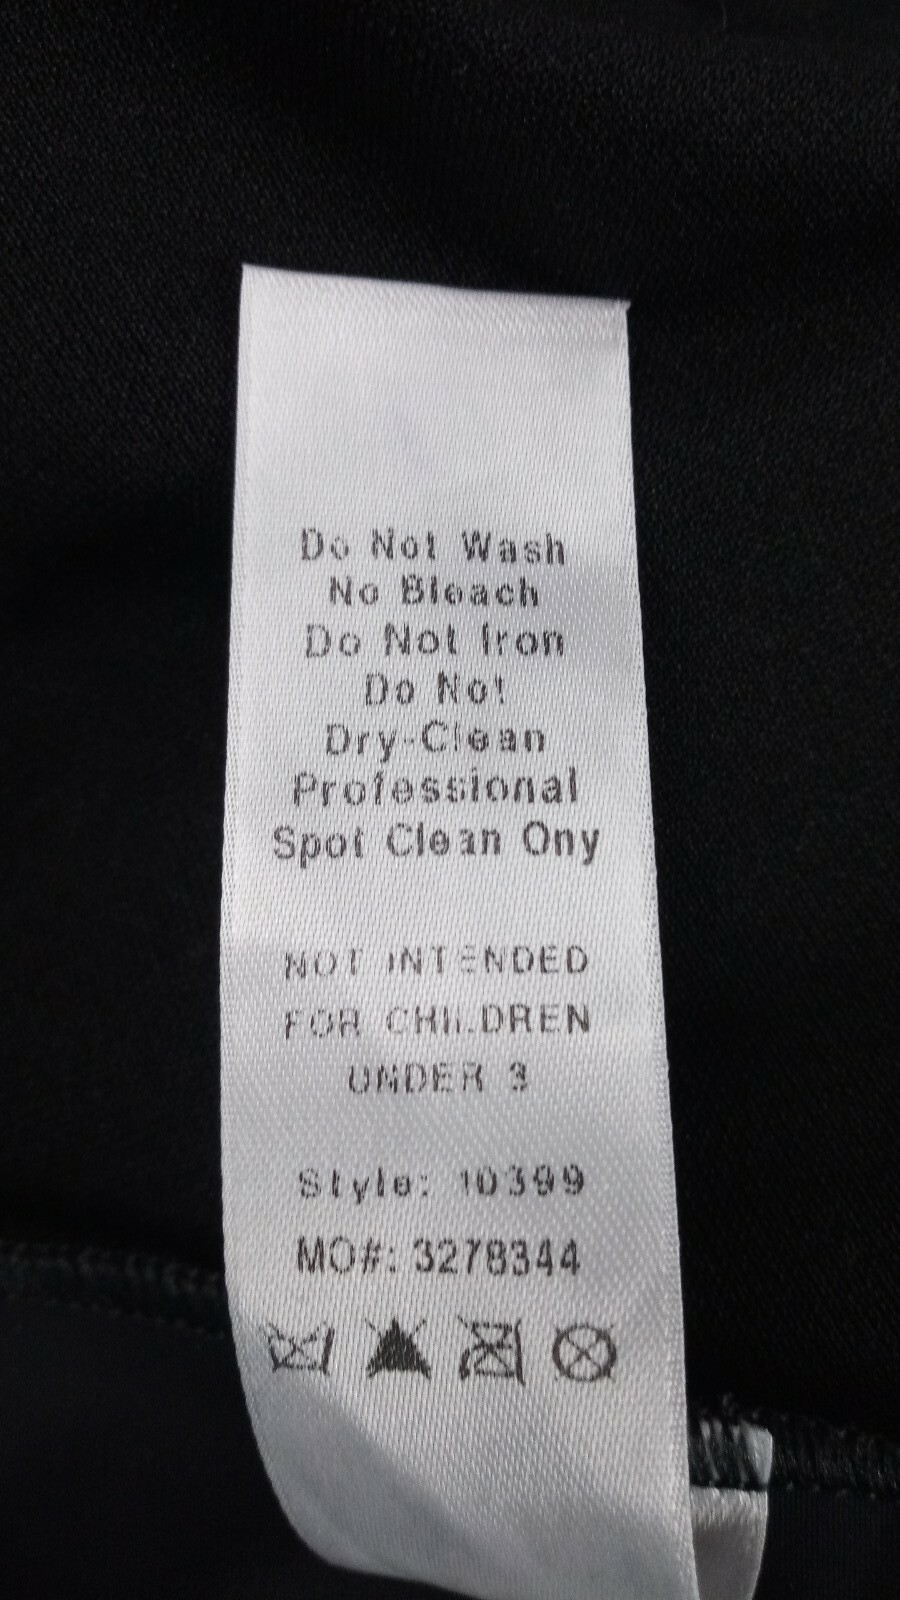 Do Not Wash
No Bleach
Do Not Iron
Do Not
Dry-Clean
Professional
Spot Clean Ony
NOT INTENDED
FOR CHILDREN
UNDER 3
Style: 10399
MO#: 3278344